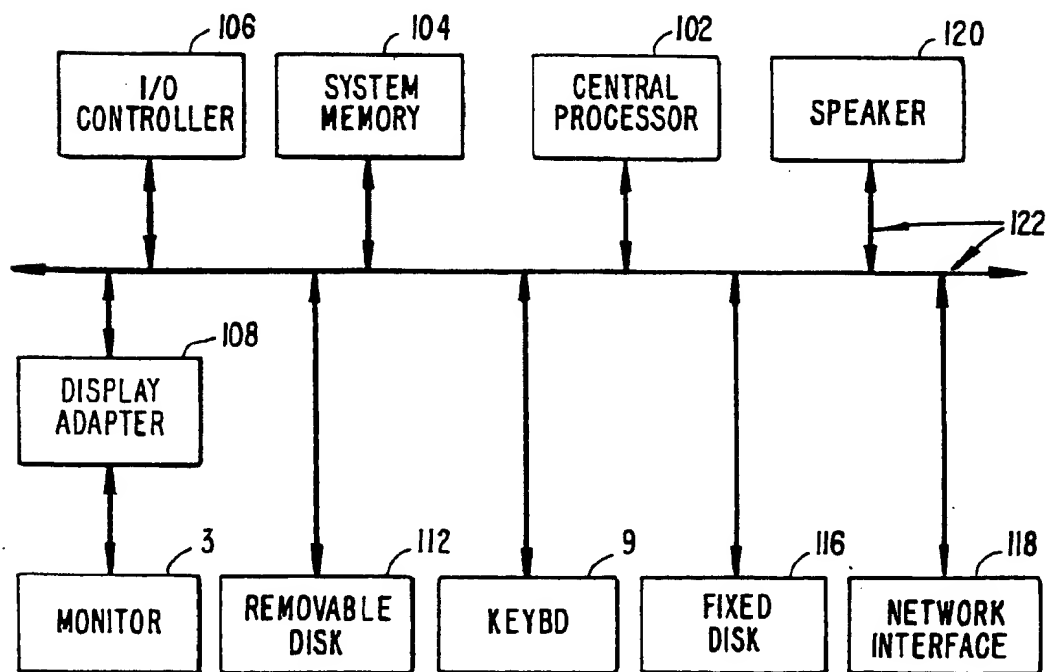 106
104
102
120
I/O
CONTROLLER
SYSTEM
MEMORY
CENTRAL
PROCESSOR
SPEAKER
122
108
DISPLAY
ADAPTER
3
112
9
116
118
MONITOR
REMOVABLE
DISK
KEYBD
FIXED
DISK
NETWORK
INTERFACE